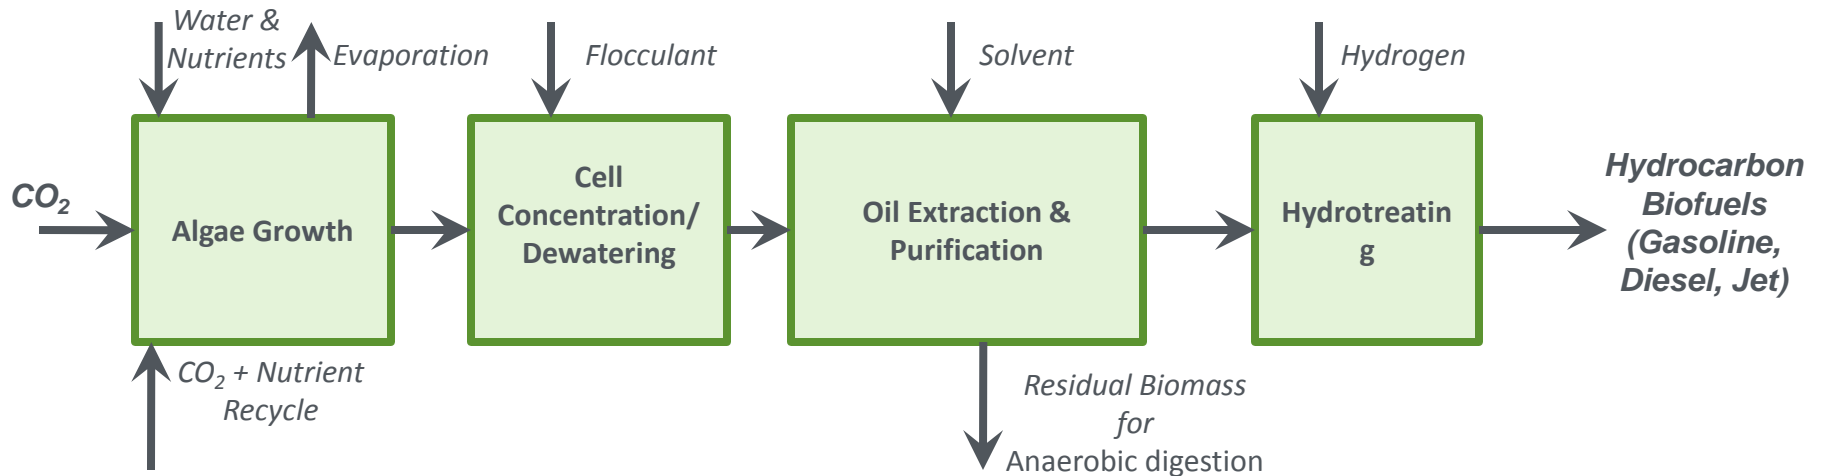 Water &
Nutrients
Evaporation
Flocculant
Solvent
Hydrogen
CO₂
Algae Growth
Cell
Concentration/
Dewatering
Oil Extraction &
Purification
Hydrotreatin
g
Hydrocarbon
Biofuels
(Gasoline,
Diesel, Jet)
CO₂ + Nutrient
Recycle
Residual Biomass
for
Anaerobic digestion